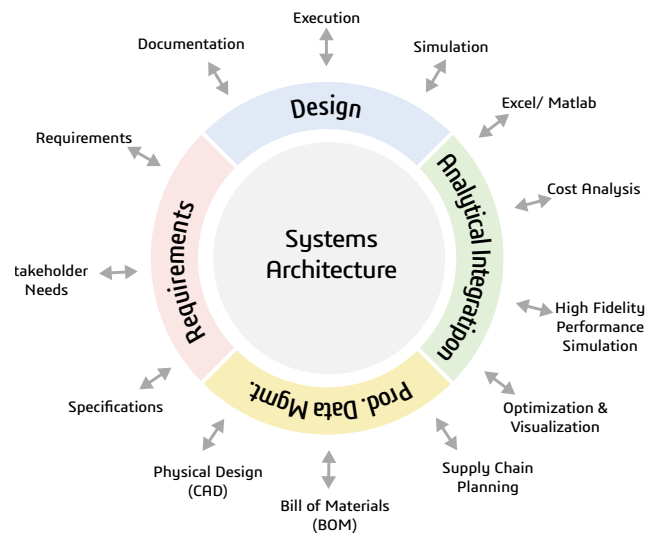 Execution
Documentation
Simulation
Design
Excel/ Matlab
Requirements
Analytical Integratipon
Cost Analysis
Requirements
Systems
Architecture
takeholder
Needs
High Fidelity
Performance
Simulation
Prod. Data Mgmt.
Specifications
Optimization &
Visualization
Physical Design
(CAD)
Supply Chain
Planning
Bill of Materials
(BOM)